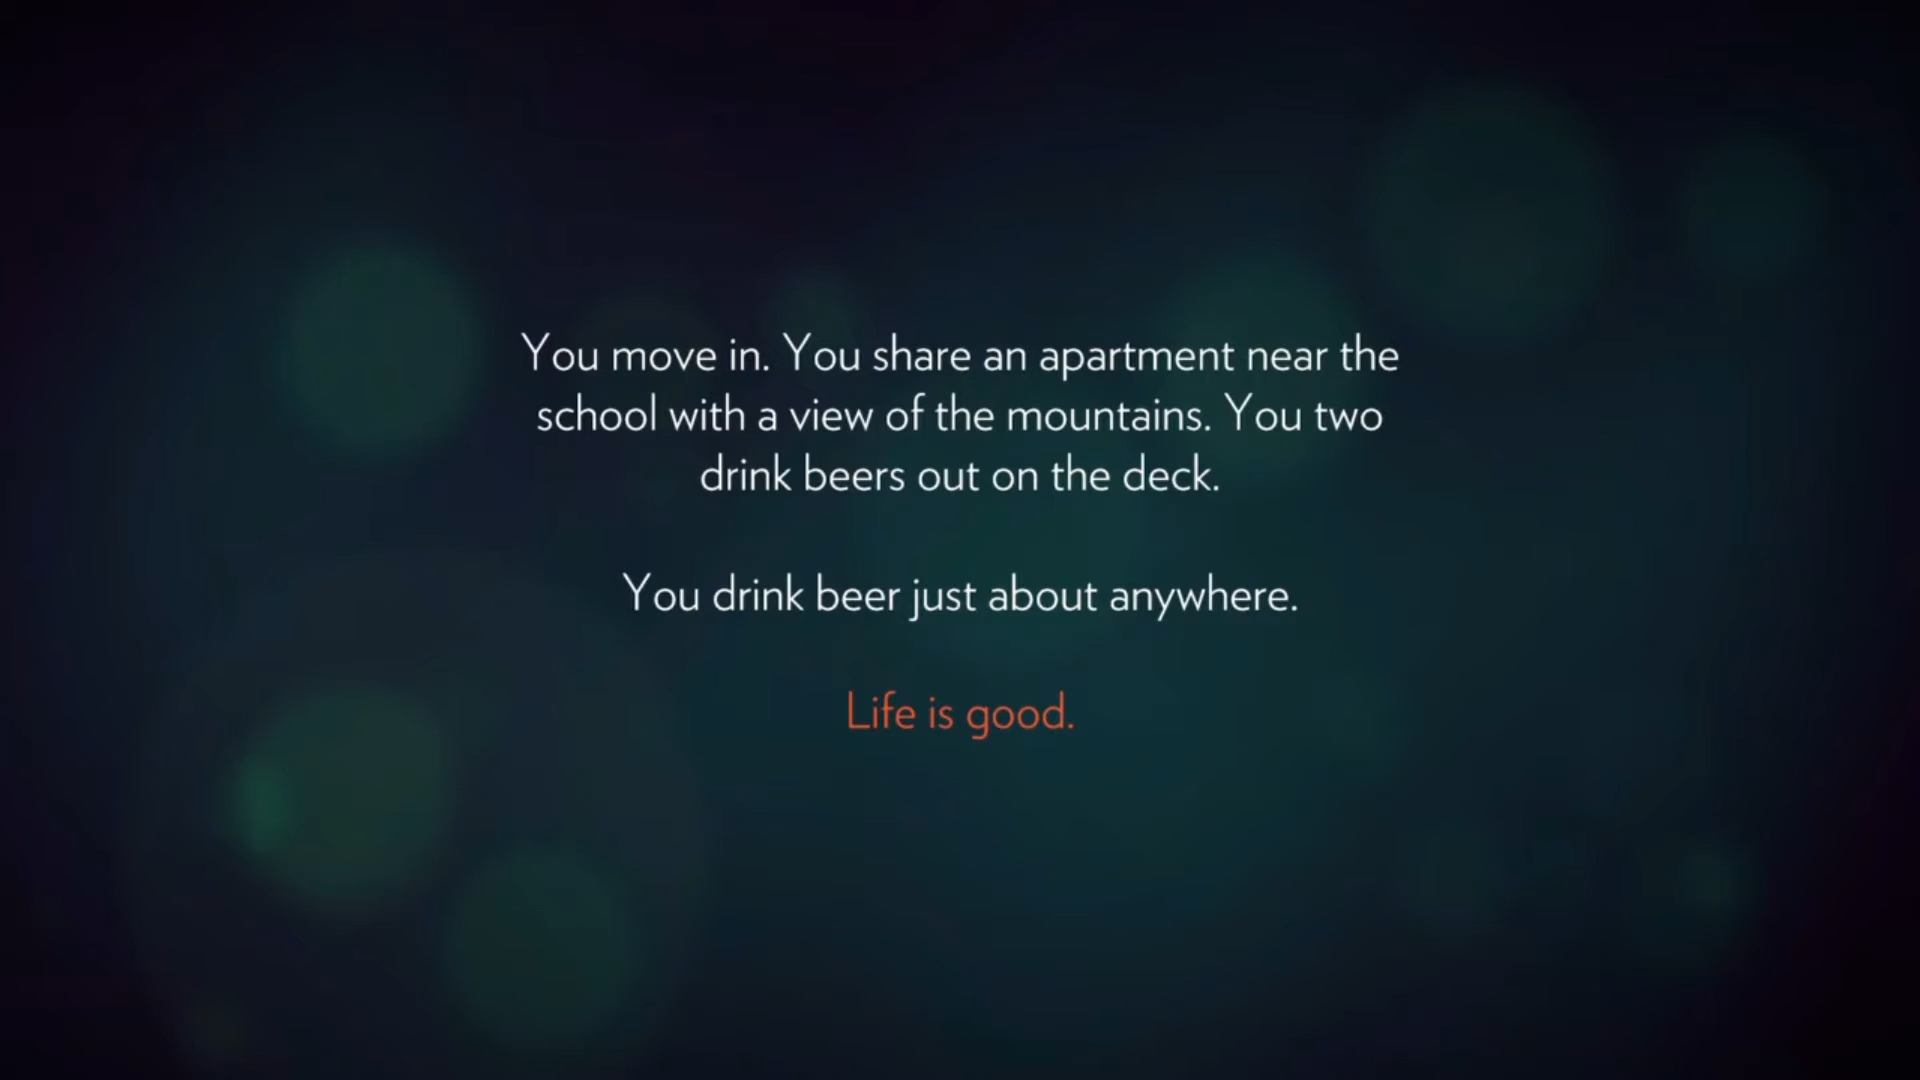 You move in. You share an apartment near the
school with a view of the mountains. You two
drink beers out on the deck.
You drink beer just about anywhere.
Life is good.